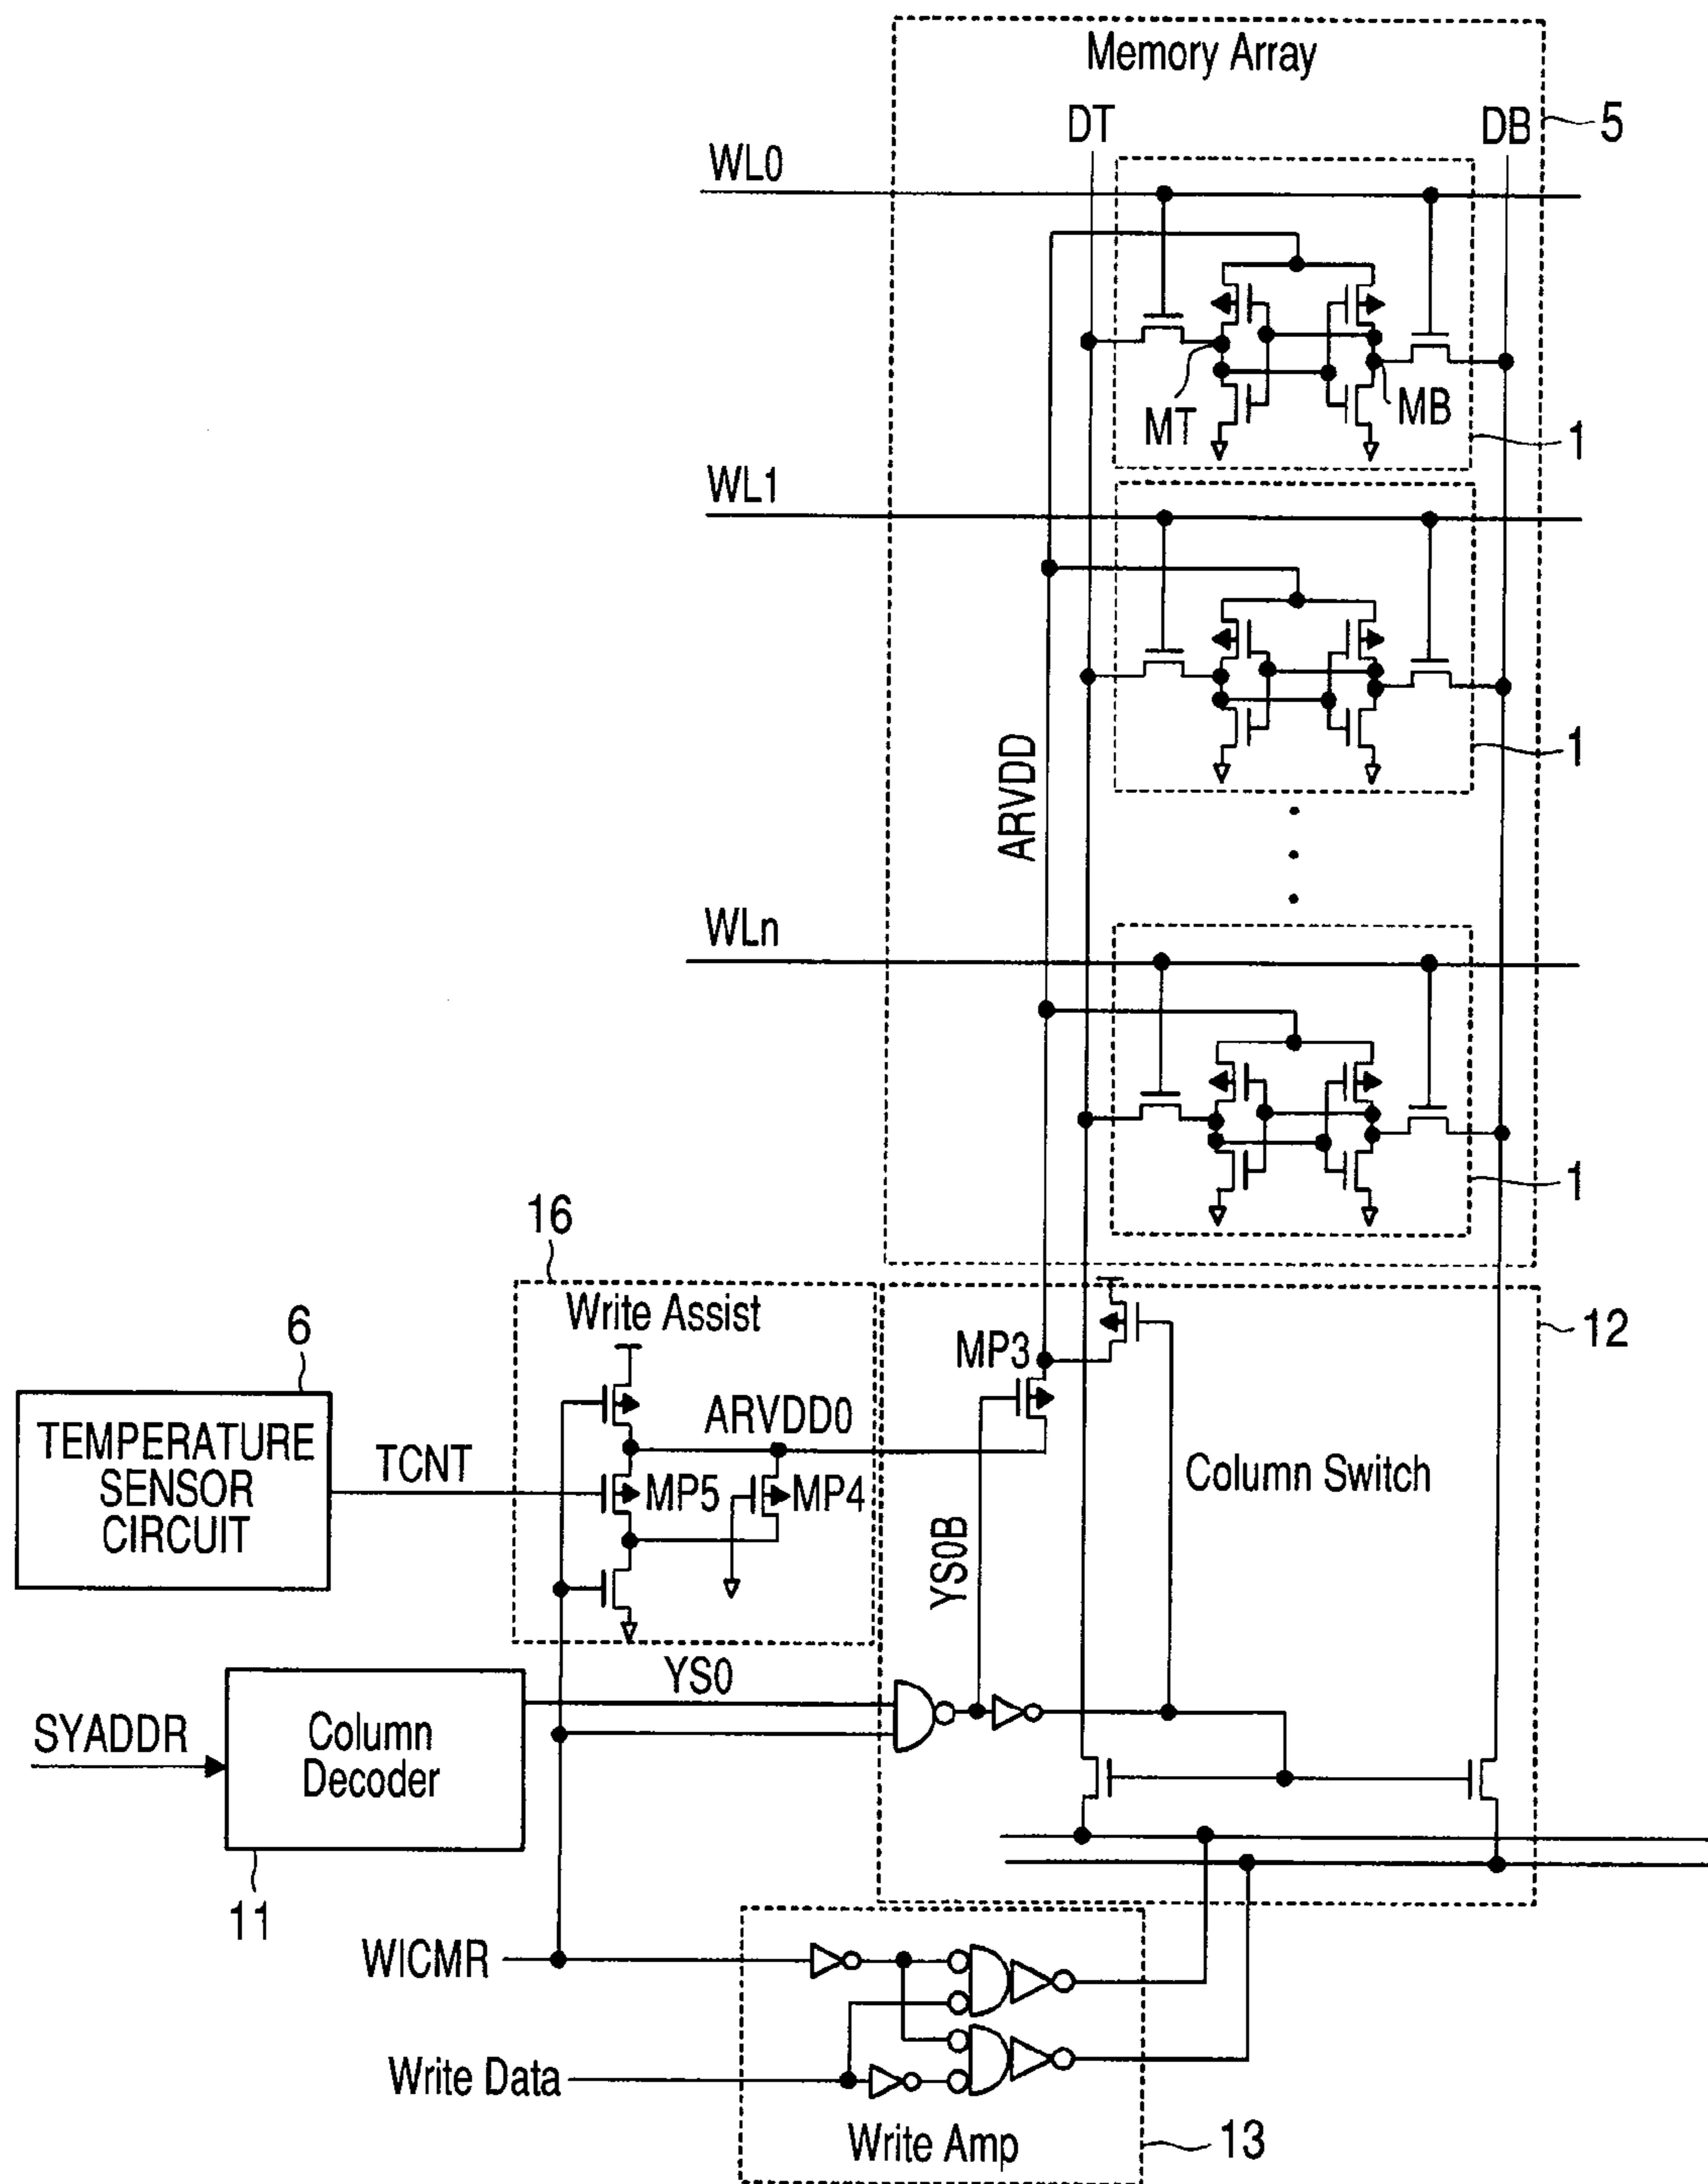 Memory Array
5
DT
DB
WL0
MT
MB
1
WL1
1
ARVDD
WLn
1
16
Write Assist
6
12
MP3
TEMPERATURE
SENSOR
CIRCUIT
TCNT
ARVDD0
MP5
MP4
Column Switch
YS0B
YS0
SYADDR
Column
Decoder
11
WICMR
Write Data
Write Amp
13